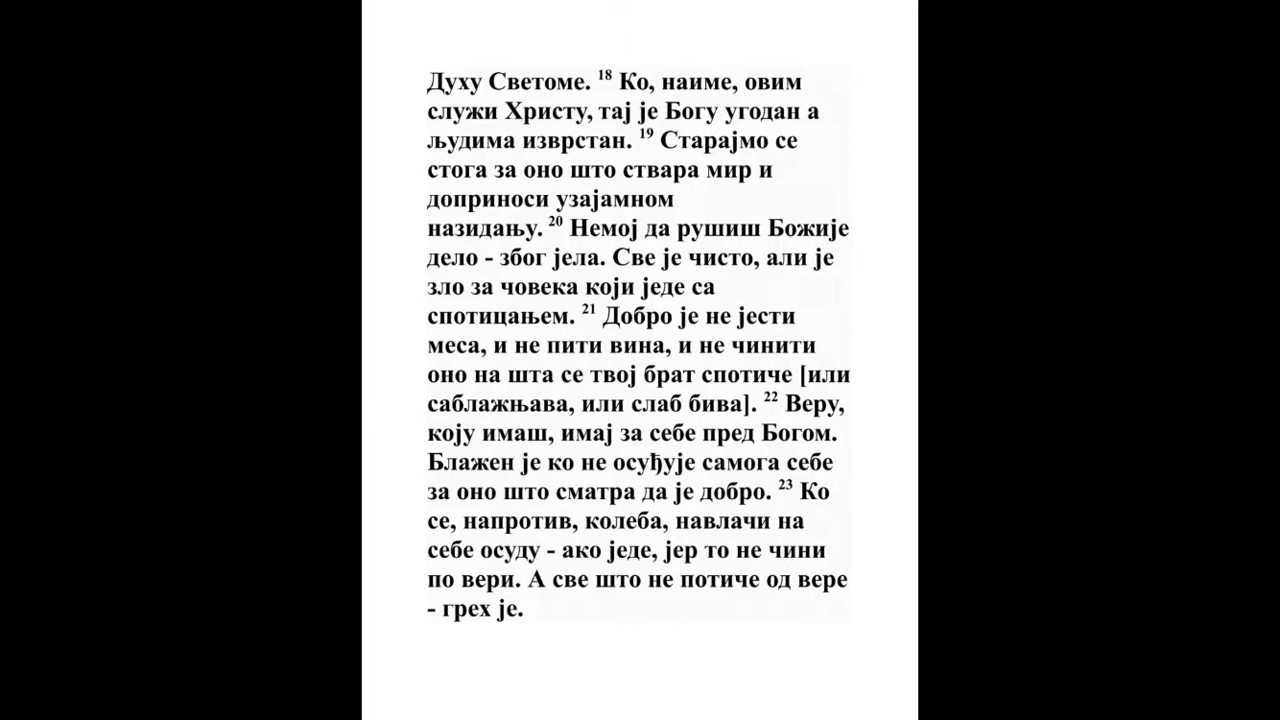 Духу Светоме. 18 Ко, наиме, овим
служи Христу, тај је Богу угодан а
људима изврстан. 19 Старајмо се
стога за оно што ствара мир и
доприноси узајамном
назидању. 20 Немој да рушиш Божије
дело - због јела. Све је чисто, али је
зло за човека који једе са
спотицањем. 21 Добро је не јести
меса, и не пити вина, и не чинити
оно на шта се твој брат спотиче [или
саблажњава, или слаб бива]. 22 Веру,
коју имаш, имај за себе пред Богом.
Блажен је ко не осуђује самога себе
за оно што сматра да је добро. 23 Ко
се, напротив, колеба, навлачи на
себе осуду - ако једе, јер то не чини
по вери. А све што не потиче од вере
- грех је.